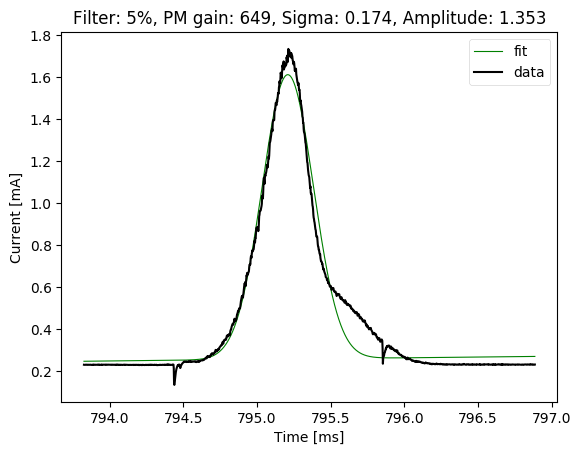 Filter: 5%, PM gain: 649, Sigma: 0.174, Amplitude: 1.353
fit
data
1.8
1.6
1.4
1.2
1.0
0.8
0.6
0.4
0.2
Current [mA]
794.0 794.5 795.0 795.5 796.0 796.5 797.0
Time [ms]